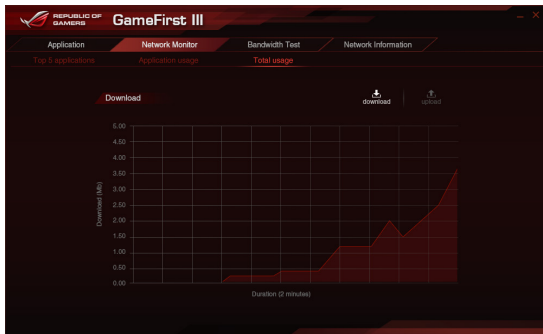 REPUBLIC OF
GAMERS
GameFirst III
Application Network Monitor Bandwidth Test Network Information
Top 5 applications Application usage Total usage
Download
download upload
5.00
4.50
4.00
3.50
3.00
2.50
2.00
1.50
1.00
0.50
0.00
Download (Mb)
Duration (2 minutes)